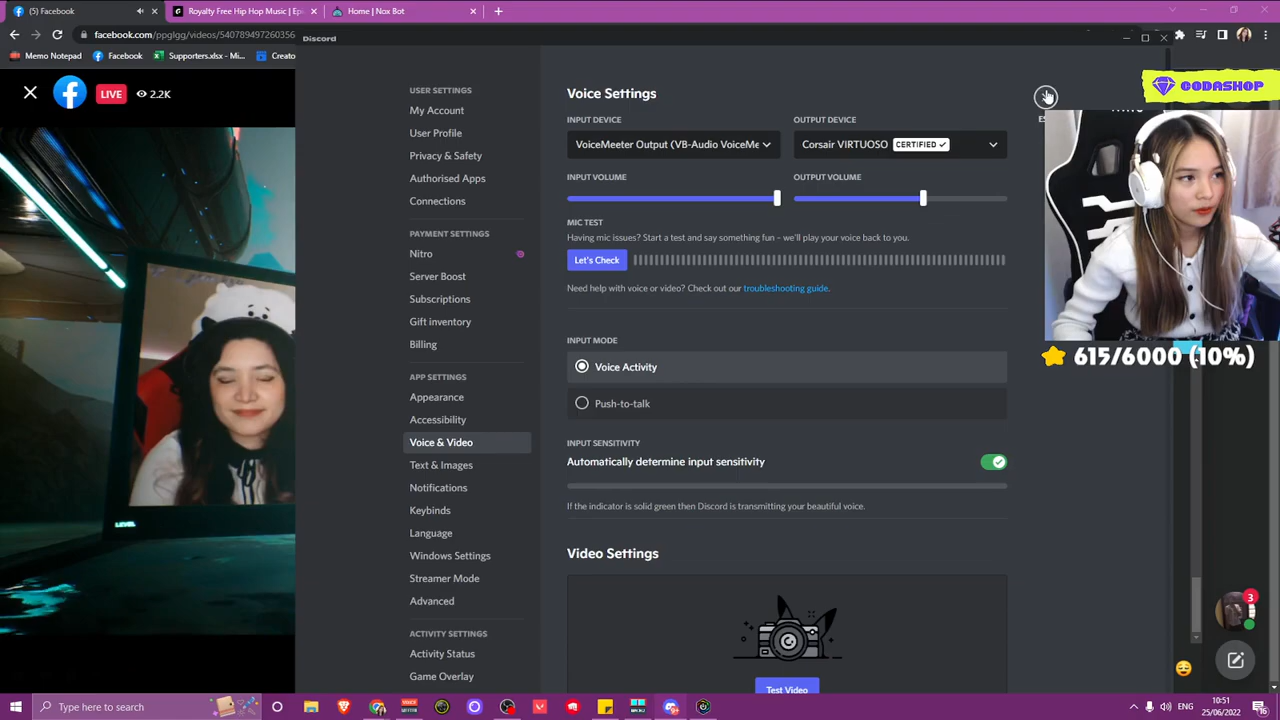 (5) Facebook
Royalty Free Hip Hop Music | Epi
Home | Nox Bot
facebook.com/ppglgg/videos/540789497260356
Memo Notepad
Facebook
Supporters.xlsx - Mi...
Creato
Discord
LIVE
2.2K
LEVEL
USER SETTINGS
My Account
User Profile
Privacy & Safety
Authorised Apps
Connections
PAYMENT SETTINGS
Nitro
Server Boost
Subscriptions
Gift inventory
Billing
APP SETTINGS
Appearance
Accessibility
Voice & Video
Text & Images
Notifications
Keybinds
Language
Windows Settings
Streamer Mode
Advanced
ACTIVITY SETTINGS
Activity Status
Game Overlay
Voice Settings
INPUT DEVICE
OUTPUT DEVICE
VoiceMeeter Output (VB-Audio VoiceMe
Corsair VIRTUOSO CERTIFIED
INPUT VOLUME
OUTPUT VOLUME
MIC TEST
Having mic issues? Start a test and say something fun – we'll play your voice back to you.
Let's Check
Need help with voice or video? Check out our troubleshooting guide.
INPUT MODE
Voice Activity
Push-to-talk
INPUT SENSITIVITY
Automatically determine input sensitivity
If the indicator is solid green then Discord is transmitting your beautiful voice.
Video Settings
Test Video
CODASHOP
615/6000 (10%)
3
Type here to search
ENG
10:51
25/06/2022
16